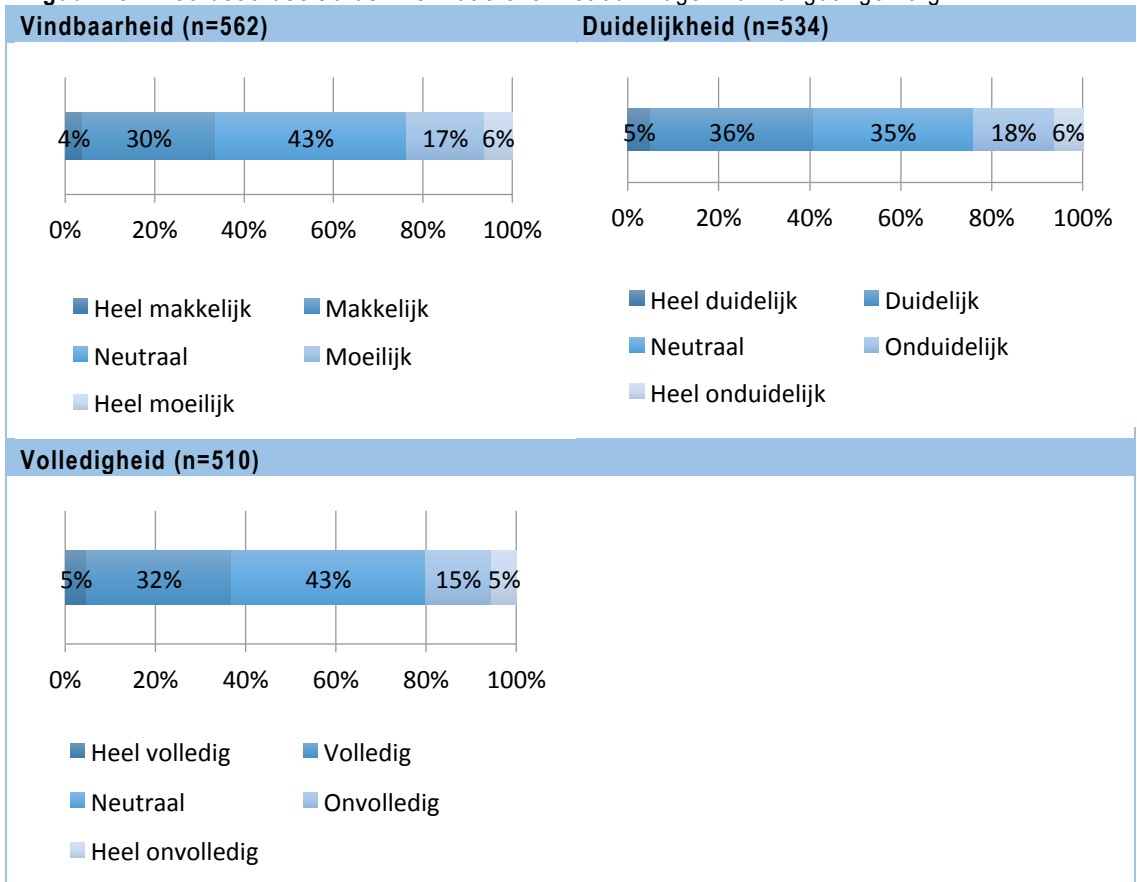 Vindbaarheid (n=562)
4% 30% 43% 17% 6%
0% 20% 40% 60% 80% 100%
Heel makkelijk Makkelijk
Neutraal Moeilijk
Heel moeilijk
Duidelijkheid (n=534)
5% 36% 35% 18% 6%
0% 20% 40% 60% 80% 100%
Heel duidelijk Duidelijk
Neutraal Onduidelijk
Heel onduidelijk
Volledigheid (n=510)
5% 32% 43% 15% 5%
0% 20% 40% 60% 80% 100%
Heel volledig Volledig
Neutraal Onvolledig
Heel onvolledig